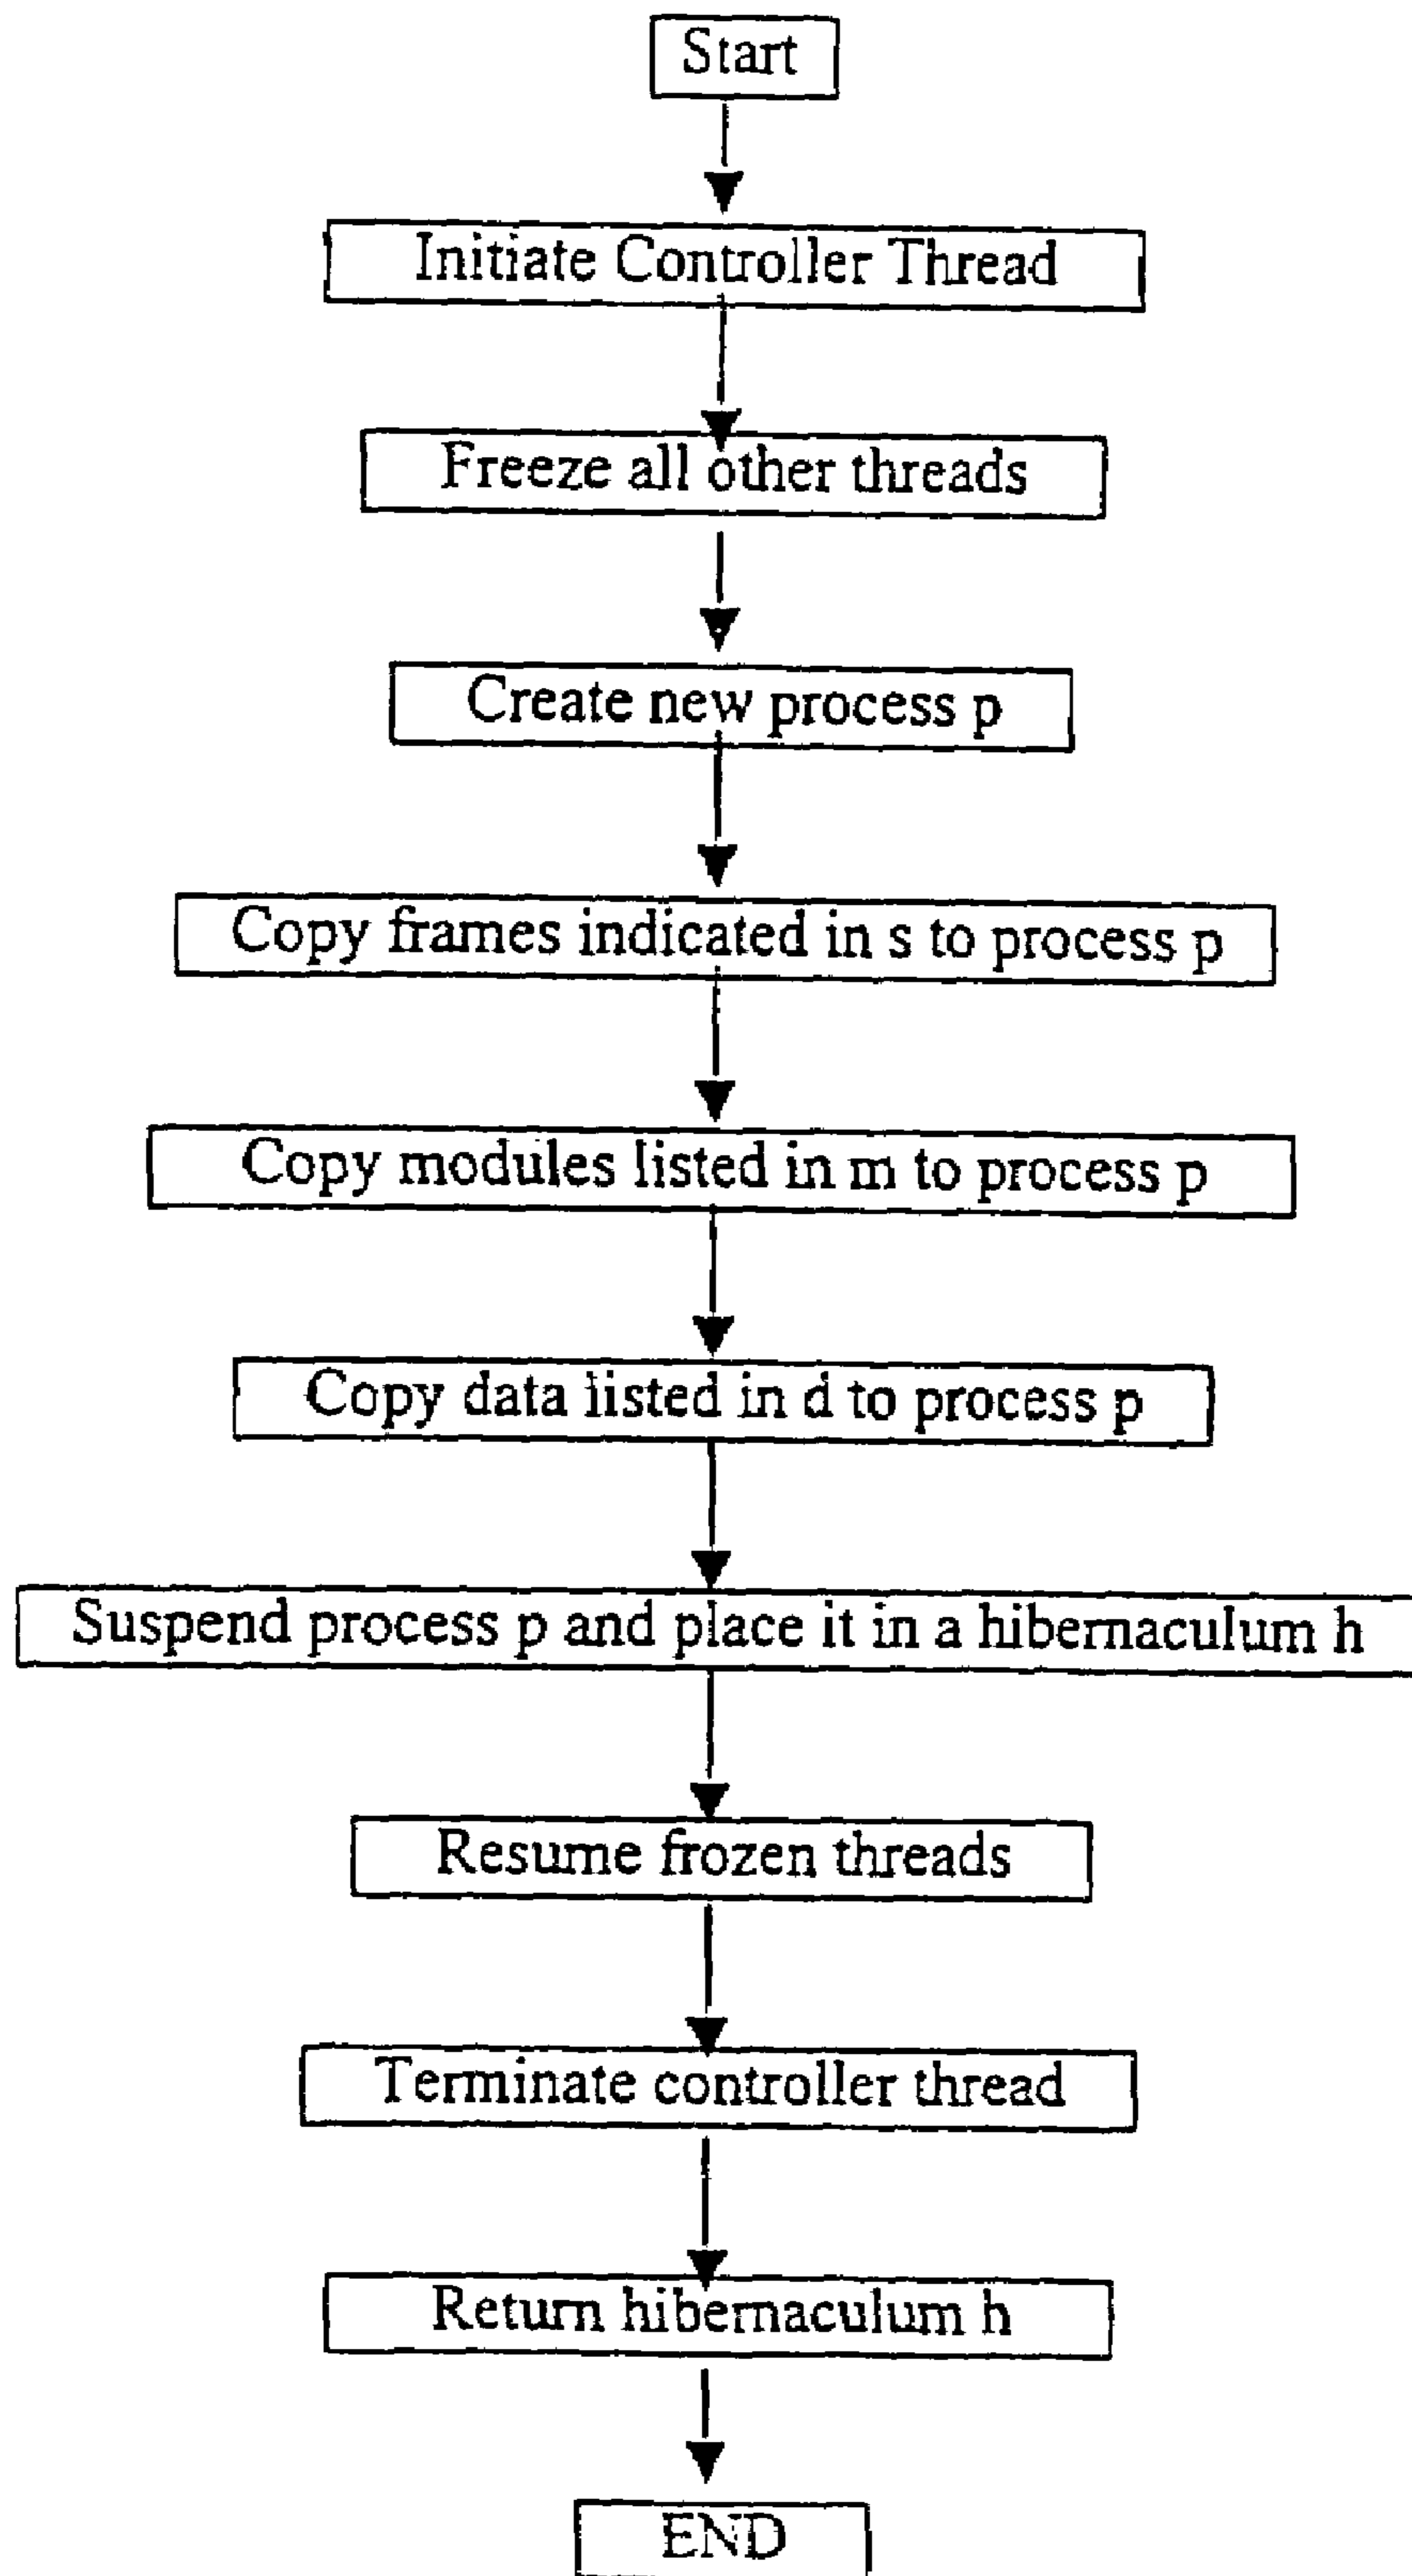 Start
Initiate Controller Thread
Freeze all other threads
Create new process p
Copy frames indicated in s to process p
Copy modules listed in m to process p
Copy data listed in d to process p
Suspend process p and place it in a hibernaculum h
Resume frozen threads
Terminate controller thread
Return hibernaculum h
END